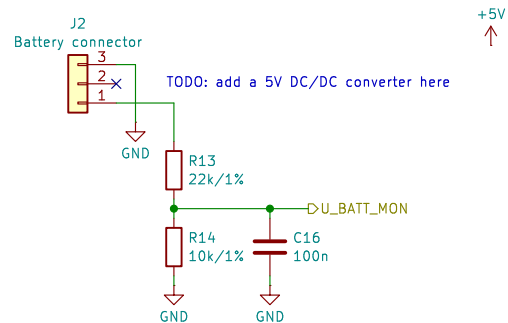 +5V
J2
Battery connector
3
2
1
TODO: add a 5V DC/DC converter here
GND
R13
22k/1%
U_BATT_MON
R14
10k/1%
C16
100n
GND
GND